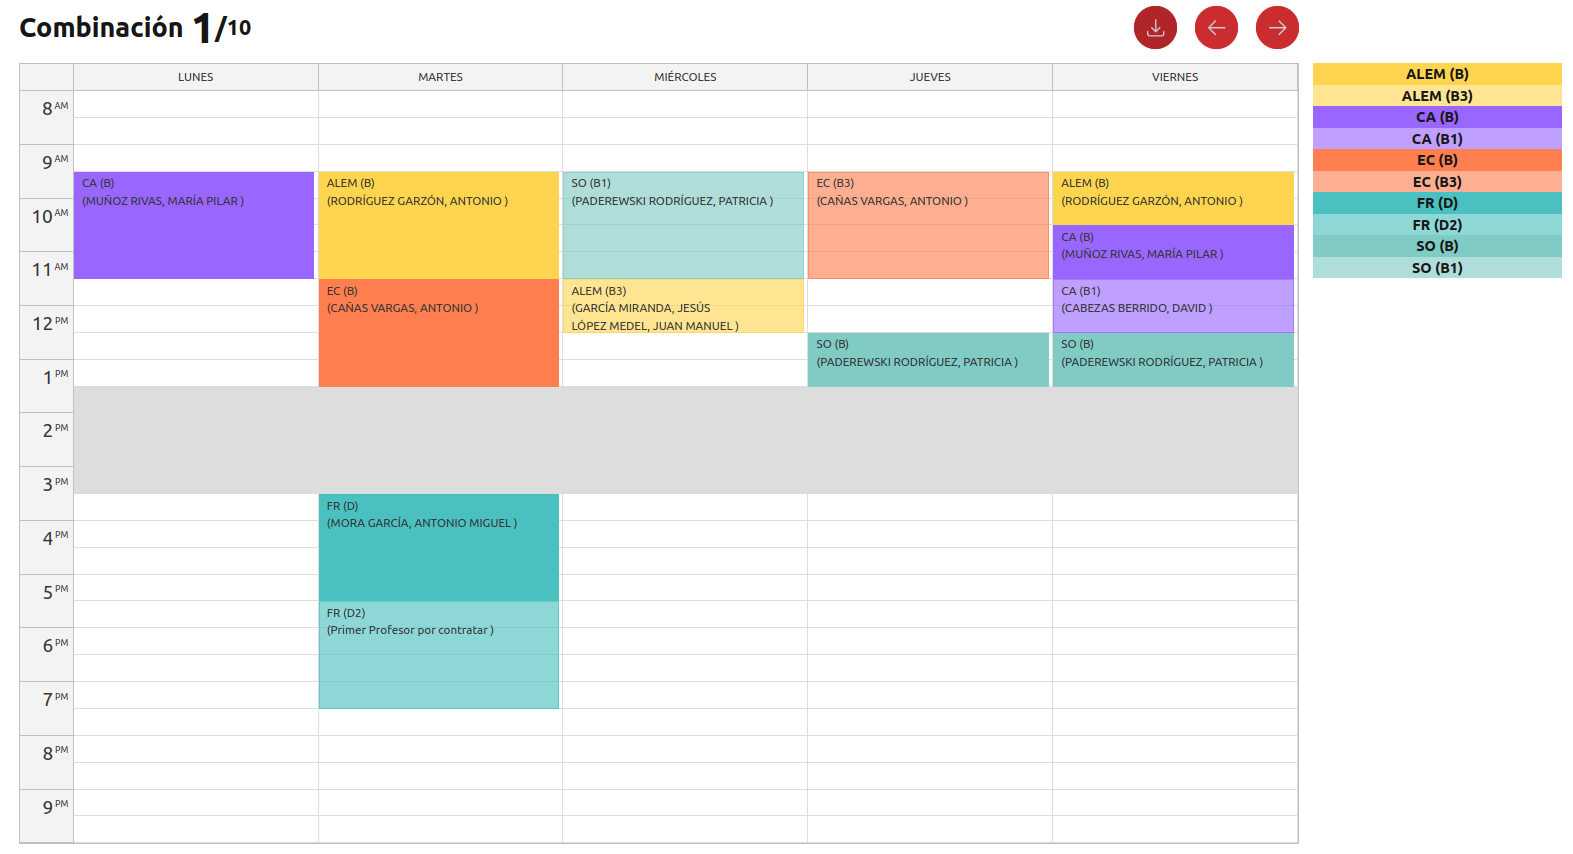 Combinación 1/10
LUNES MARTES MIÉRCOLES JUEVES VIERNES
8 AM
9 AM
10 AM
11 AM
12 PM
1 PM
2 PM
3 PM
4 PM
5 PM
6 PM
7 PM
8 PM
9 PM
CA (B)
(MUÑOZ RIVAS, MARÍA PILAR )
ALEM (B)
(RODRÍGUEZ GARZÓN, ANTONIO )
EC (B)
(CAÑAS VARGAS, ANTONIO )
FR (D)
(MORA GARCÍA, ANTONIO MIGUEL )
FR (D2)
(Primer Profesor por contratar )
SO (B1)
(PADEREWSKI RODRÍGUEZ, PATRICIA )
ALEM (B3)
(GARCÍA MIRANDA, JESÚS
LÓPEZ MEDEL, JUAN MANUEL )
EC (B3)
(CAÑAS VARGAS, ANTONIO )
SO (B)
(PADEREWSKI RODRÍGUEZ, PATRICIA )
ALEM (B)
(RODRÍGUEZ GARZÓN, ANTONIO )
CA (B)
(MUÑOZ RIVAS, MARÍA PILAR )
CA (B1)
(CABEZAS BERRIDO, DAVID )
SO (B)
(PADEREWSKI RODRÍGUEZ, PATRICIA )
ALEM (B)
ALEM (B3)
CA (B)
CA (B1)
EC (B)
EC (B3)
FR (D)
FR (D2)
SO (B)
SO (B1)